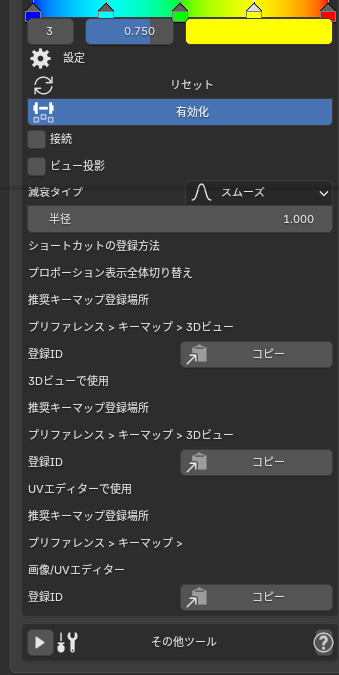 3 0.750
設定
リセット
有効化
接続
ビュー投影
減衰タイプ スムーズ
半径 1.000
ショートカットの登録方法
プロポーション表示全体切り替え
推奨キーマップ登録場所
プリファレンス > キーマップ > 3Dビュー
登録ID コピー
3Dビューで使用
推奨キーマップ登録場所
プリファレンス > キーマップ > 3Dビュー
登録ID コピー
UVエディターで使用
推奨キーマップ登録場所
プリファレンス > キーマップ >
画像/UVエディター
登録ID コピー
その他ツール ?